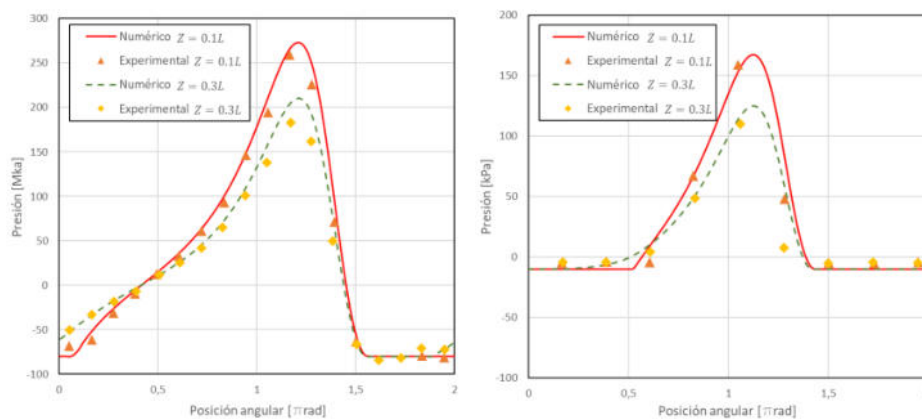 300
250
200
150
100
50
0
-50
-100
Presión [Mka]
Numérico Z = 0.1L
Experimental Z = 0.1L
Numérico Z = 0.3L
Experimental Z = 0.3L
0 0,5 1 1,5 2
Posición angular [πrad]
200
150
100
50
0
-50
-100
Presión [kPa]
Numérico Z = 0.1L
Experimental Z = 0.1L
Numérico Z = 0.3L
Experimental Z = 0.3L
0 0,5 1 1,5
Posición angular [πrad]